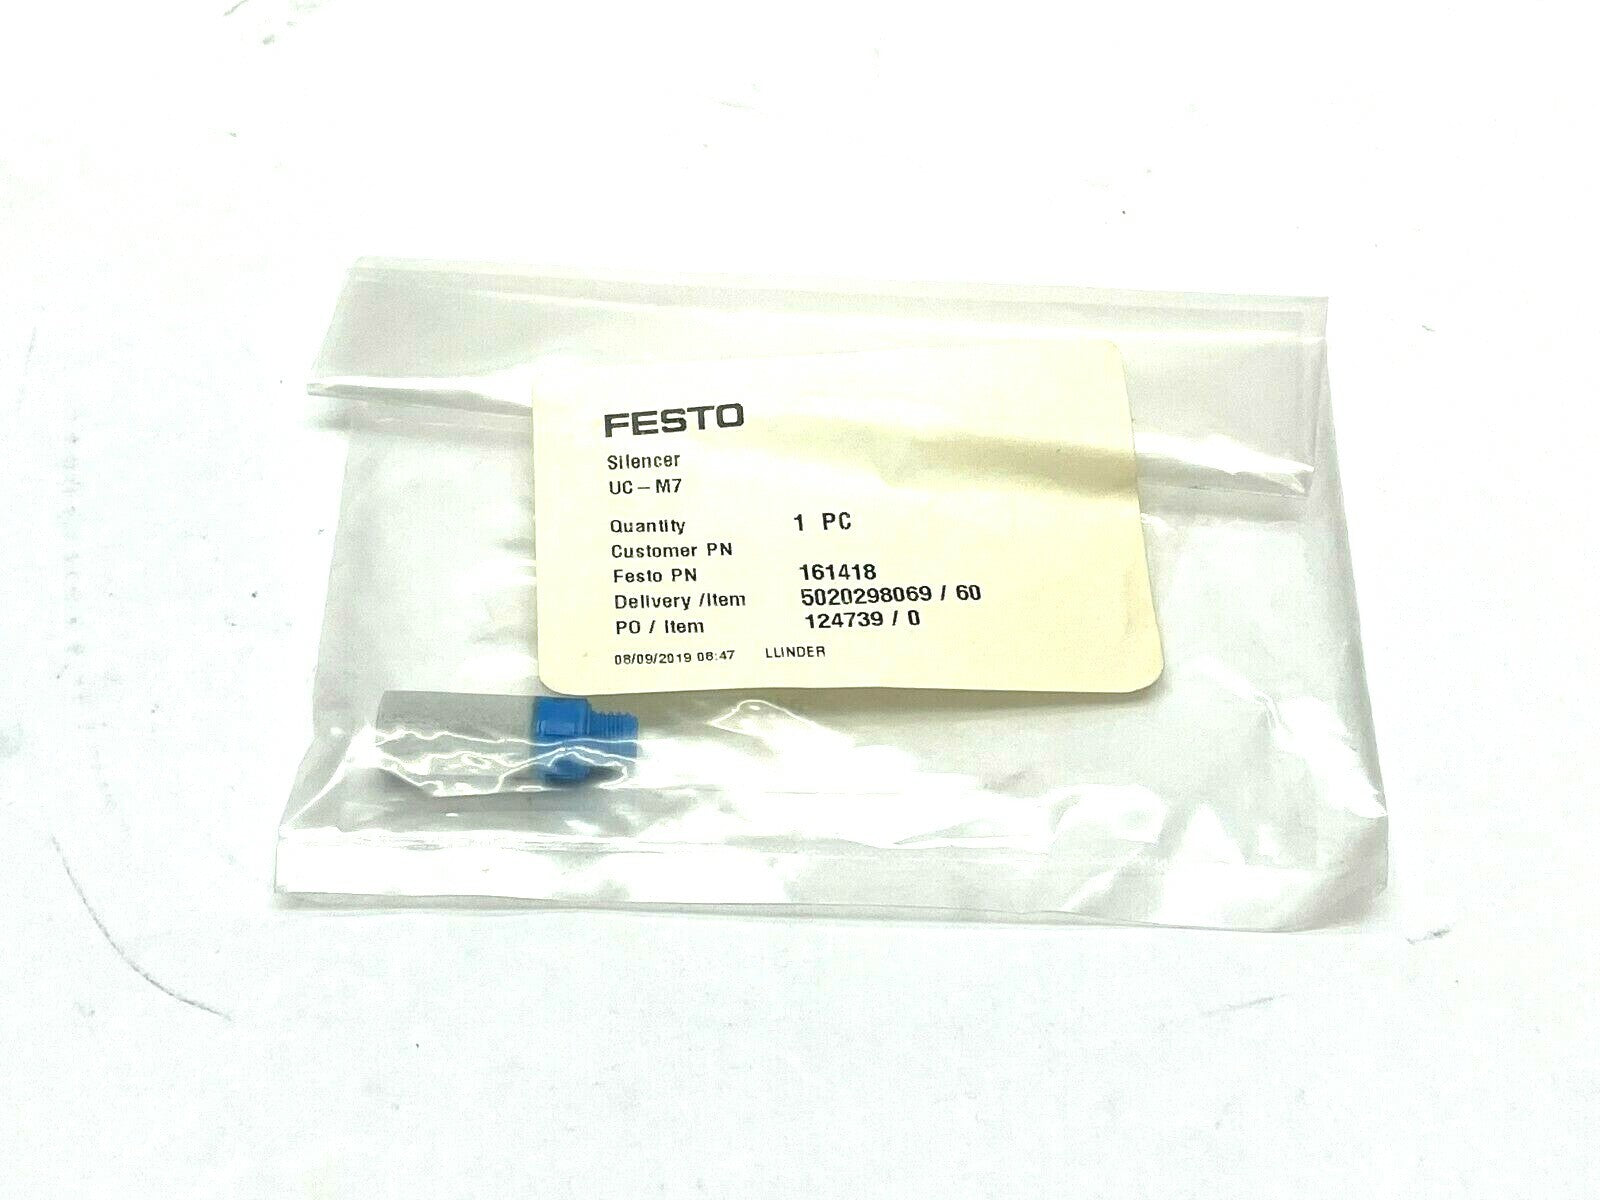 FESTO
Silencer
UC-M7
Quantity 1 PC
Customer PN
Festo PN 161418
Delivery /Item 5020298069 / 60
PO / Item 124739 / 0
08/09/2019 08:47 LLINDER